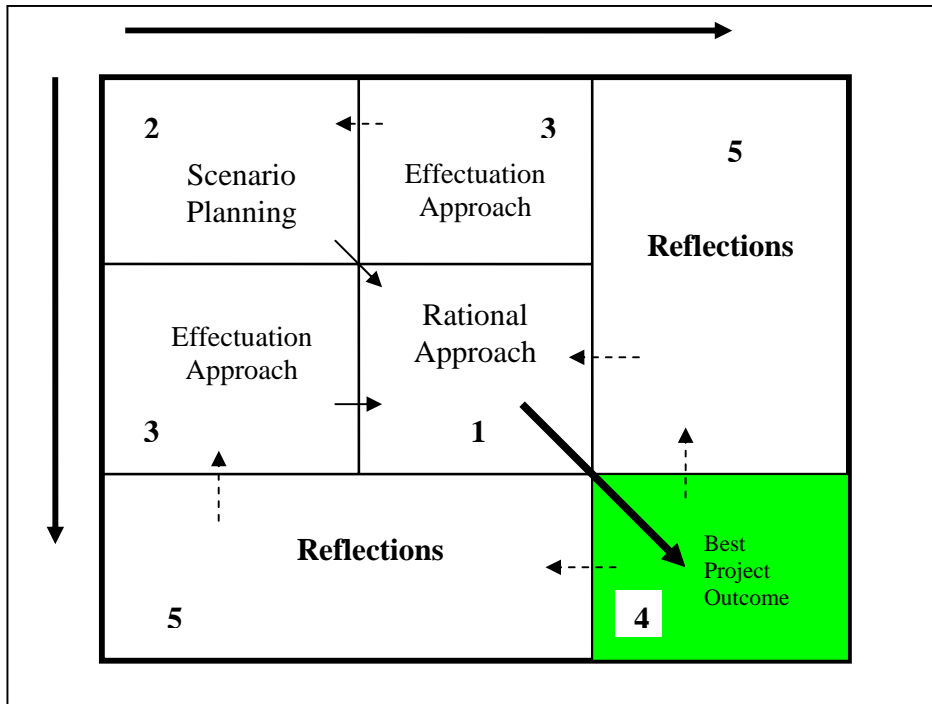 2
Scenario
Planning
3
Effectuation
Approach
5
Reflections
Effectuation
Approach
3
Rational
Approach
1
Reflections
5
Best
Project
Outcome
4